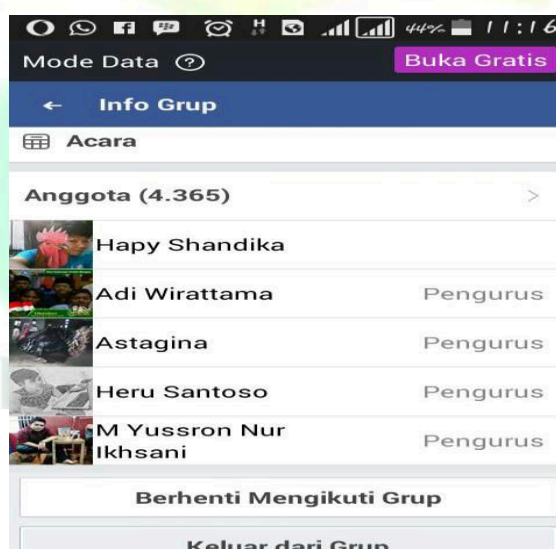 44% 11:16
Mode Data ? Buka Gratis
← Info Grup
Acara
Anggota (4.365) >
Hapy Shandika
Adi Wirattama Pengurus
Astagina Pengurus
Heru Santoso Pengurus
M Yussron Nur
Ikhsani Pengurus
Berhenti Mengikuti Grup
Keluar dari Grup